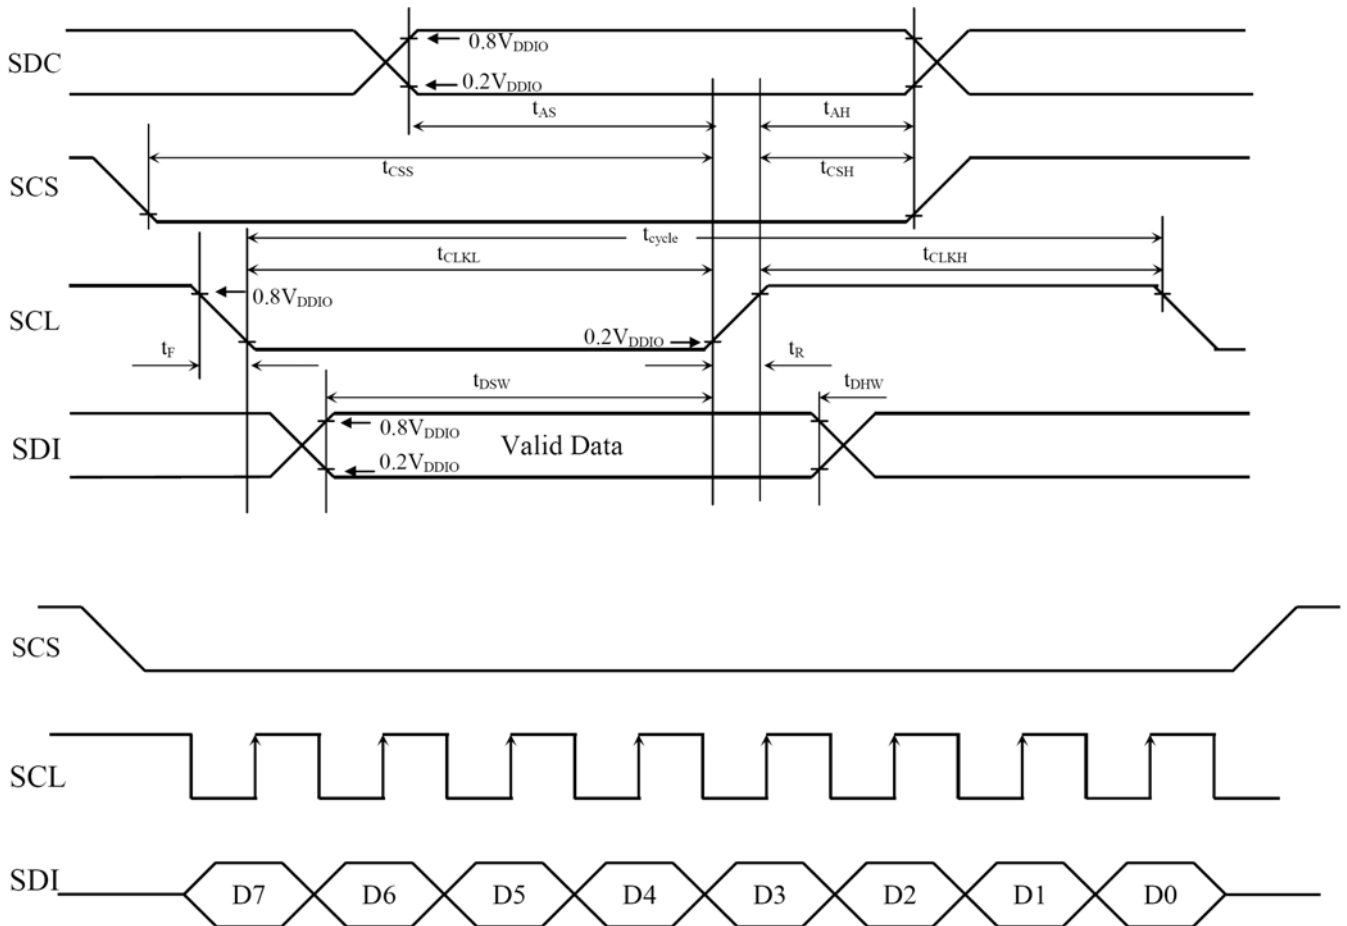 SDC
0.8VDDIO
0.2VDDIO
tAS
tAH
SCS
tCSS
tCSH
tcycle
tCLKL
tCLKH
SCL
0.8VDDIO
0.2VDDIO
tF
tR
tDSW
tDHW
SDI
0.8VDDIO
Valid Data
0.2VDDIO
SCS
SCL
SDI
D7 D6 D5 D4 D3 D2 D1 D0